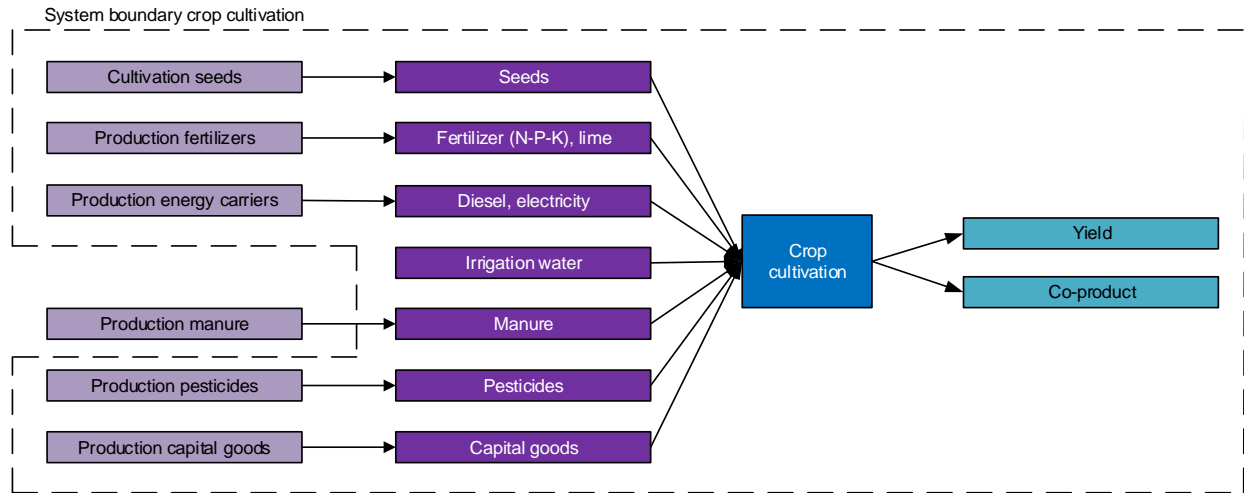 System boundary crop cultivation
Cultivation seeds
Seeds
Production fertilizers
Fertilizer (N-P-K), lime
Production energy carriers
Diesel, electricity
Irrigation water
Crop
cultivation
Yield
Co-product
Production manure
Manure
Production pesticides
Pesticides
Production capital goods
Capital goods